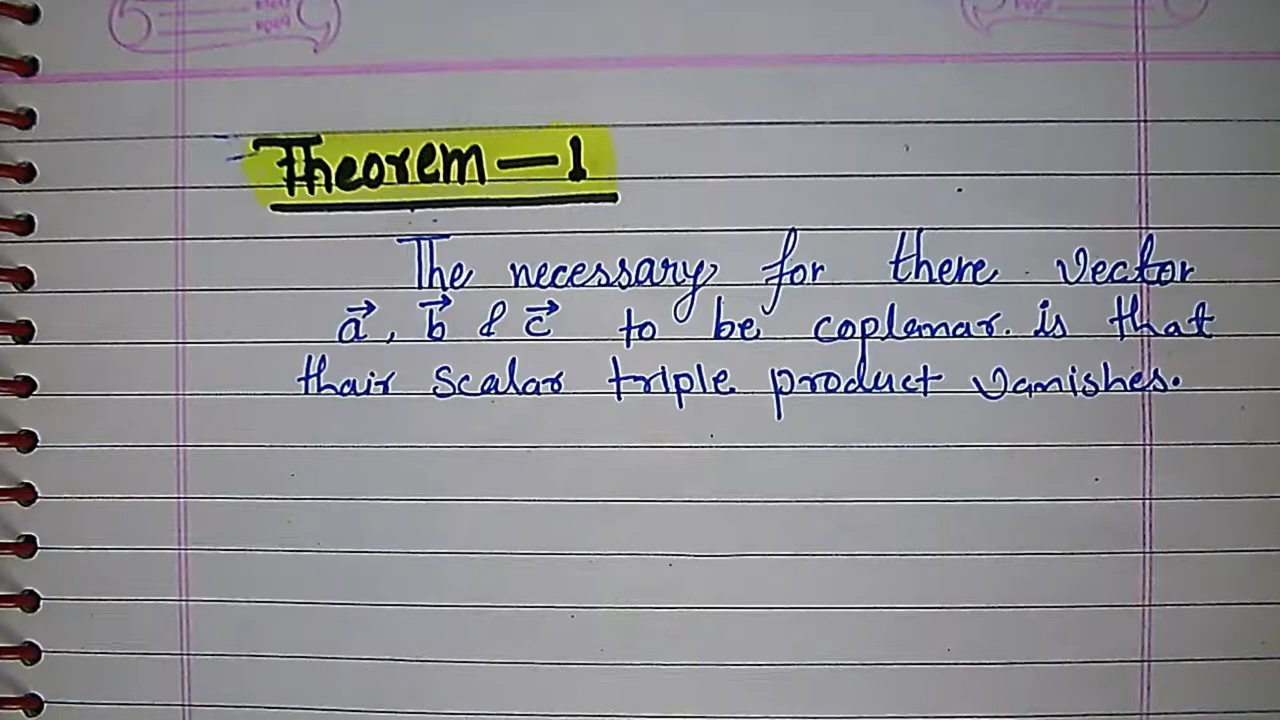 Theorem — 1
The necessary for there vector
a⃗, b⃗ & c⃗ to be coplanar. is that
thair scalar triple product vanishes.